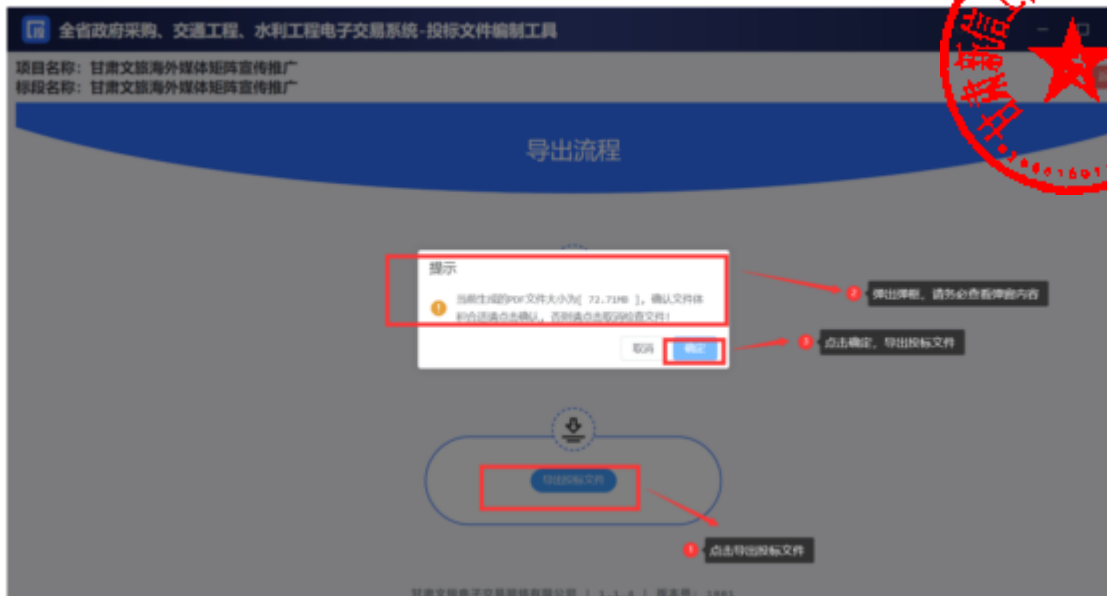 全省政府采购、交通工程、水利工程电子交易系统-投标文件编制工具
项目名称：甘肃文旅海外媒体矩阵宣传推广
标段名称：甘肃文旅海外媒体矩阵宣传推广
导出流程
提示
当前生成的PDF文件大小为[ 72.71MB ]，确认文件体
积合适请点击确认，否则请点击取消检查文件！
取消
确定
2 弹出弹框，请务必查看弹窗内容
3 点击确定，导出投标文件
导出投标文件
1 点击导出投标文件